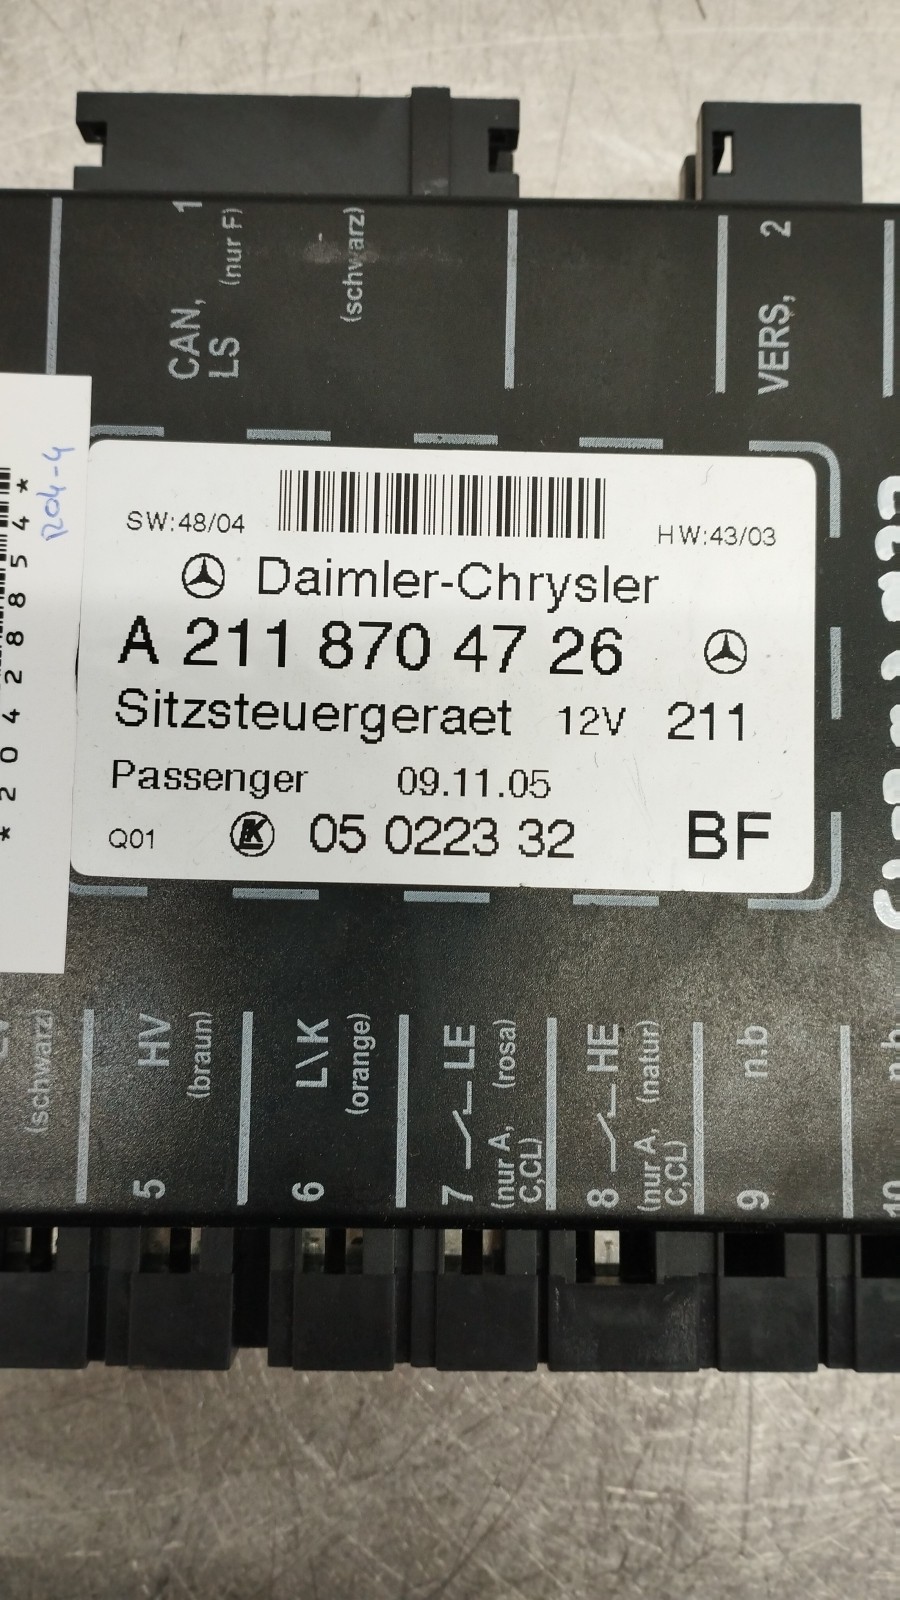 CAN, 1
LS (nur F)
(schwarz)
VERS, 2
SW:48/04
HW:43/03
Daimler-Chrysler
A 211 870 47 26
Sitzsteuergeraet 12V 211
Passenger 09.11.05
Q01 K 05 0223 32 BF
*204288854*
R04-4
(schwarz)
5 HV
(braun)
6 L\K
(orange)
7 LE
(nur A, (rosa)
C,CL)
8 HE
(nur A, (natur)
C,CL)
9 n.b
10 n.b